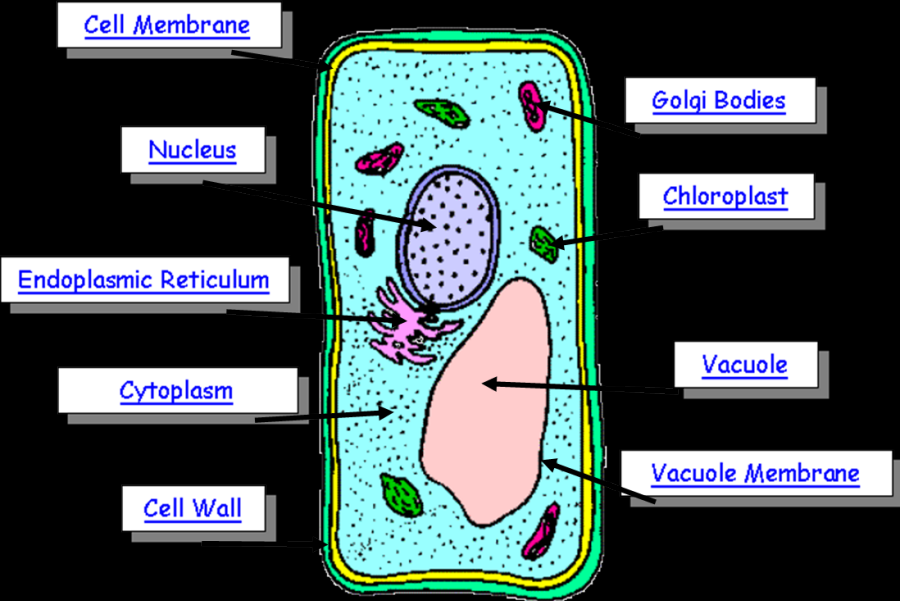 Cell Membrane
Golgi Bodies
Nucleus
Chloroplast
Endoplasmic Reticulum
Vacuole
Cytoplasm
Vacuole Membrane
Cell Wall